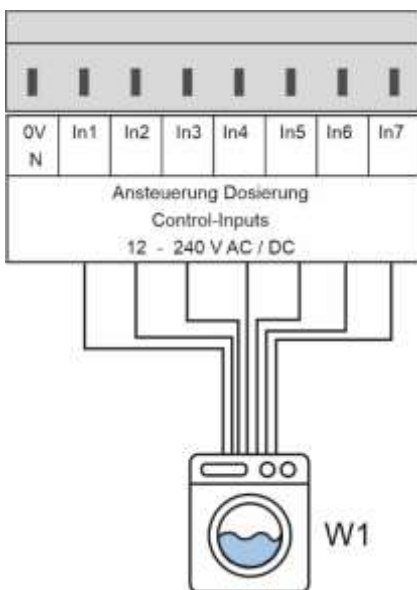 0V In1 In2 In3 In4 In5 In6 In7
N
Ansteuerung Dosierung
Control-Inputs
12 - 240 V AC / DC
W1